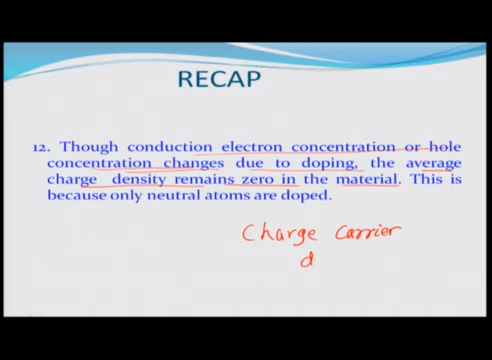 RECAP
12. Though conduction electron concentration or hole
concentration changes due to doping, the average
charge density remains zero in the material. This is
because only neutral atoms are doped.
Charge carrier
d